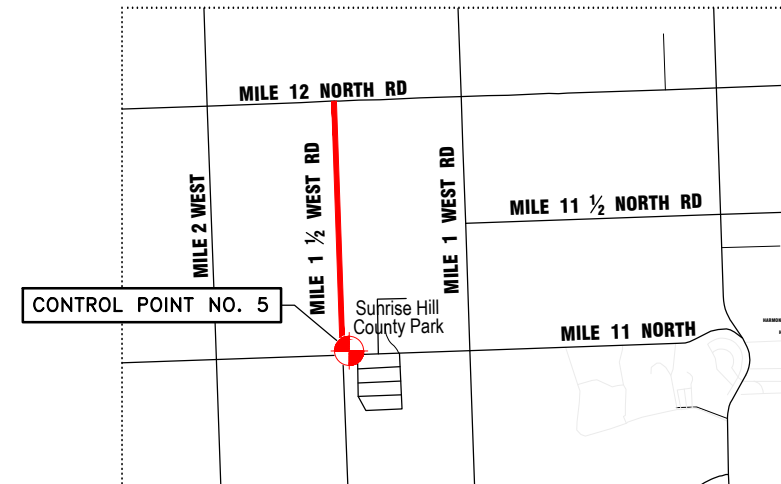 MILE 12 NORTH RD
MILE 2 WEST
MILE 1 ½ WEST RD
MILE 1 WEST RD
MILE 11 ½ NORTH RD
CONTROL POINT NO. 5
Sunrise Hill
County Park
MILE 11 NORTH